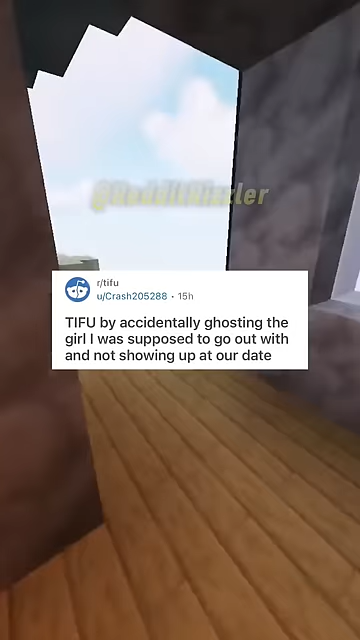 r/tifu
u/Crash205288 • 15h
TIFU by accidentally ghosting the
girl I was supposed to go out with
and not showing up at our date